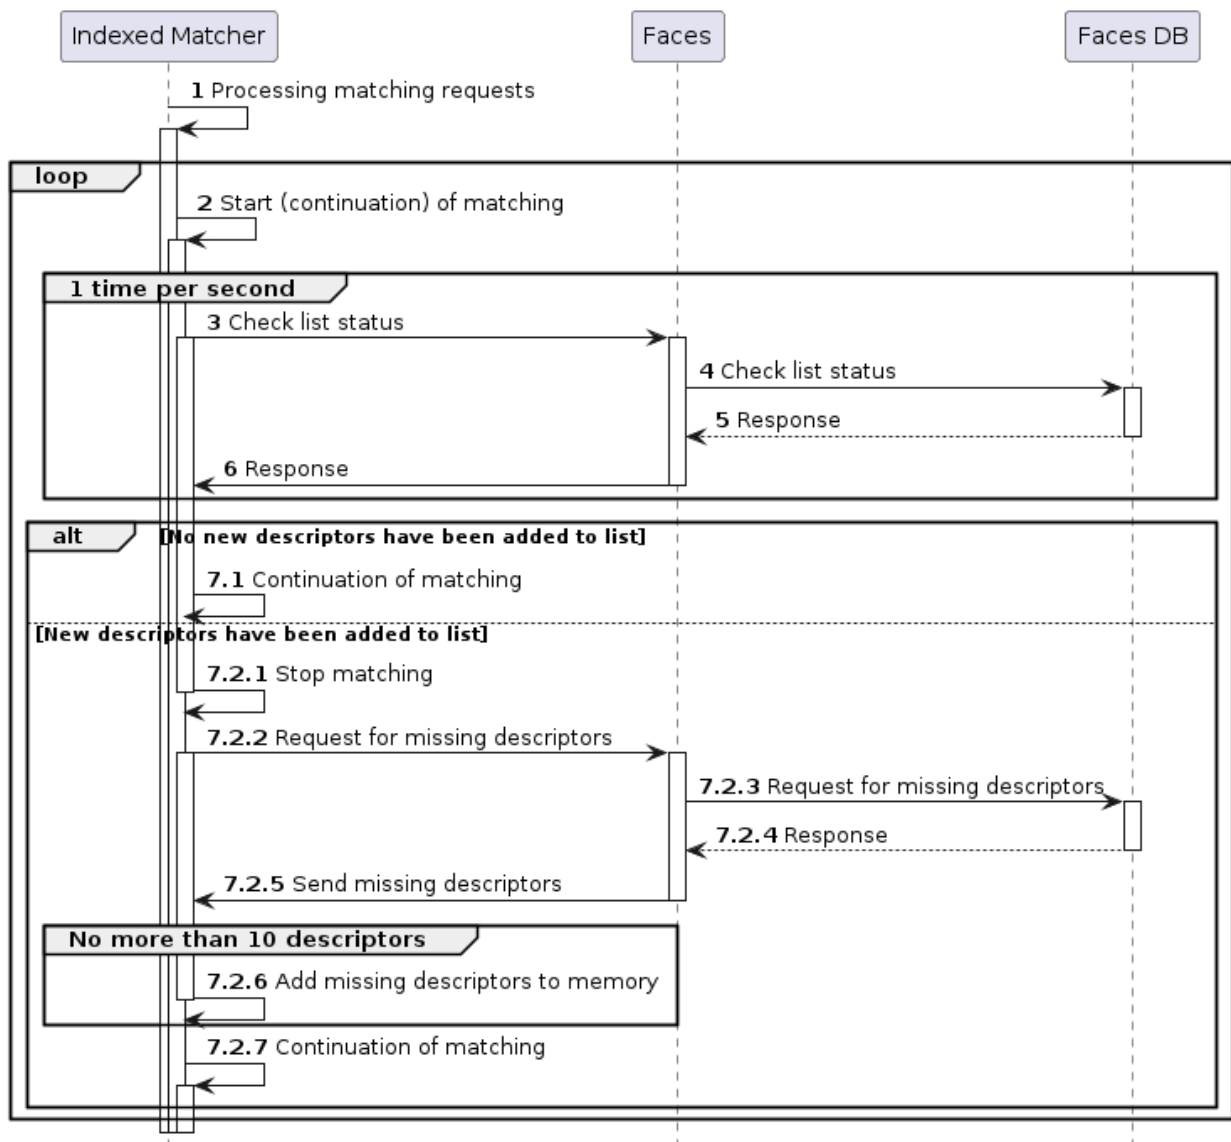 Indexed Matcher
Faces
Faces DB
1 Processing matching requests
loop
2 Start (continuation) of matching
1 time per second
3 Check list status
4 Check list status
5 Response
6 Response
alt
[No new descriptors have been added to list]
7.1 Continuation of matching
[New descriptors have been added to list]
7.2.1 Stop matching
7.2.2 Request for missing descriptors
7.2.3 Request for missing descriptors
7.2.4 Response
7.2.5 Send missing descriptors
No more than 10 descriptors
7.2.6 Add missing descriptors to memory
7.2.7 Continuation of matching